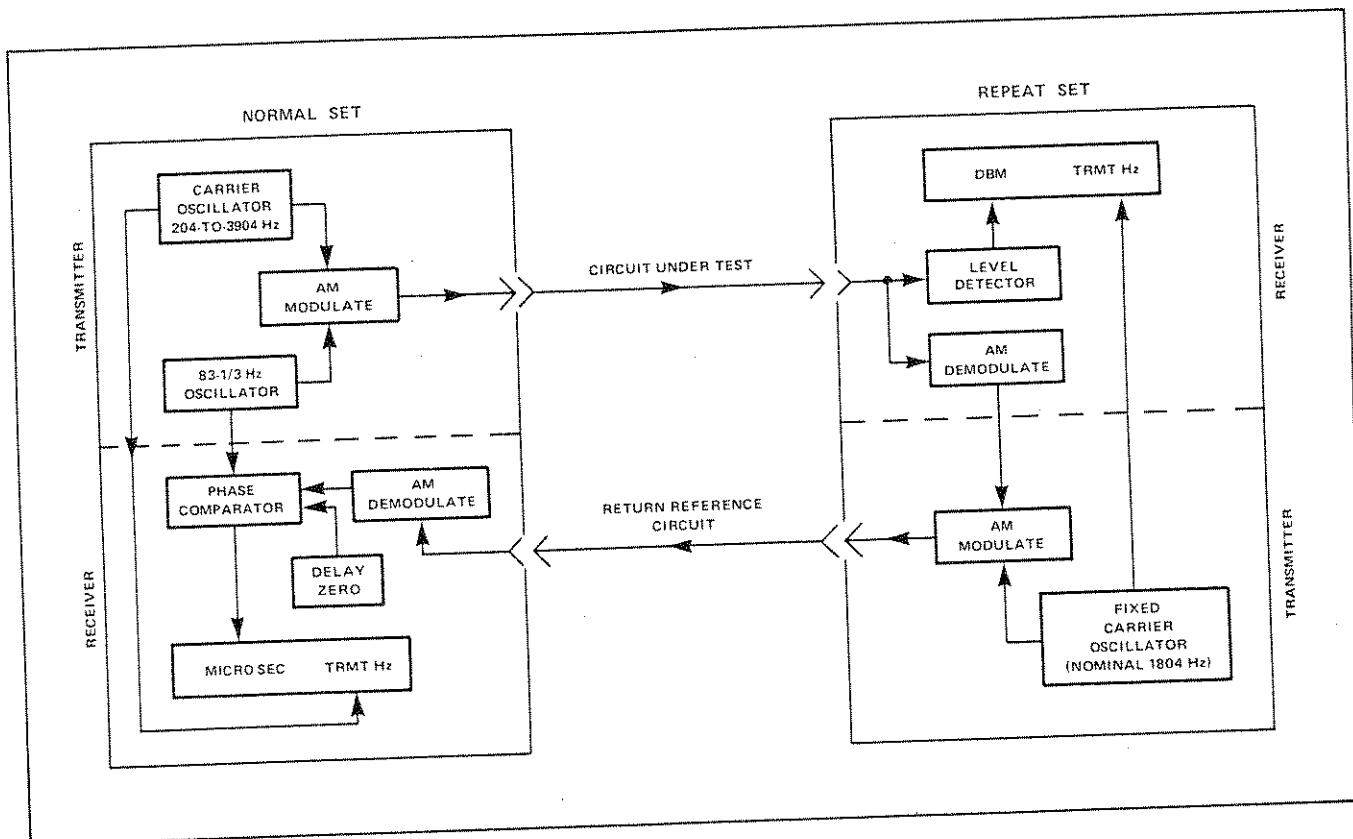 NORMAL SET
REPEAT SET
TRANSMITTER
CARRIER
OSCILLATOR
204-TO-3904 Hz
AM
MODULATE
83-1/3 Hz
OSCILLATOR
CIRCUIT UNDER TEST
DBM TRMT Hz
LEVEL
DETECTOR
AM
DEMODULATE
RECEIVER
RECEIVER
PHASE
COMPARATOR
AM
DEMODULATE
DELAY
ZERO
MICRO SEC TRMT Hz
RETURN REFERENCE
CIRCUIT
AM
MODULATE
FIXED
CARRIER
OSCILLATOR
(NOMINAL 1804 Hz)
TRANSMITTER